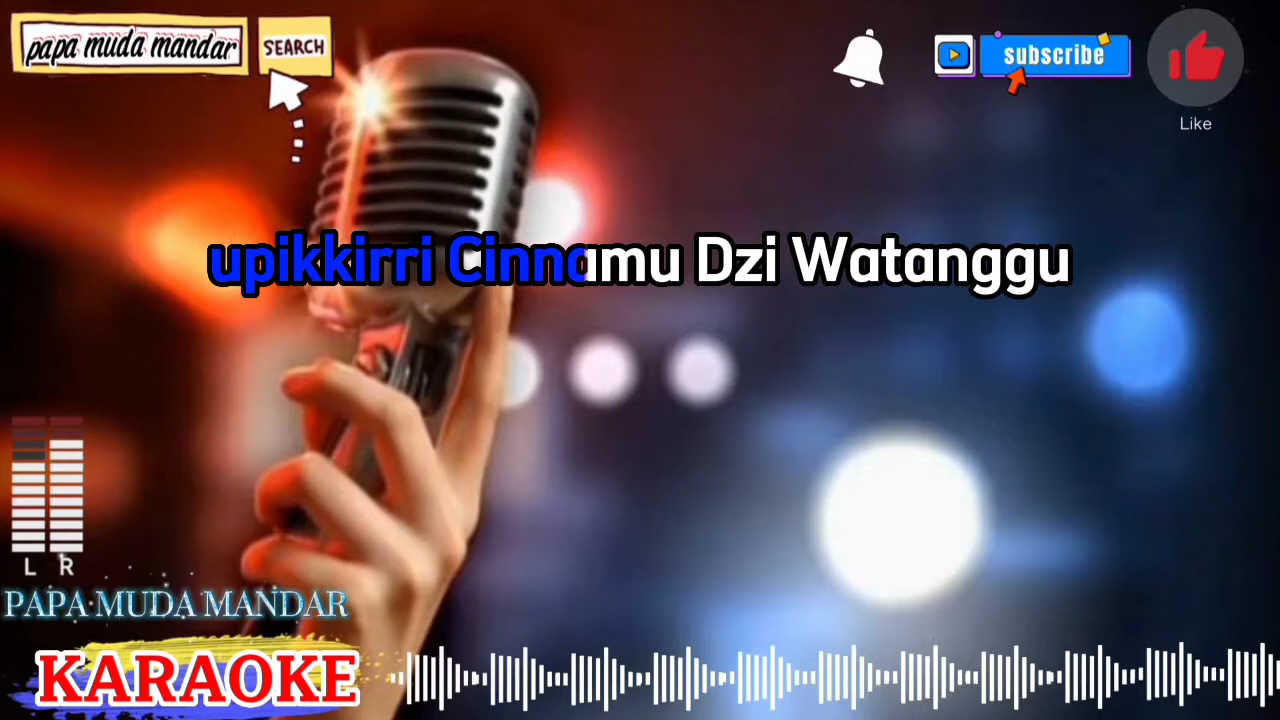 papa muda mandar
SEARCH
subscribe
Like
upikkirri Cinnamu Dzi Watanggu
L R
PAPA MUDA MANDAR
KARAOKE